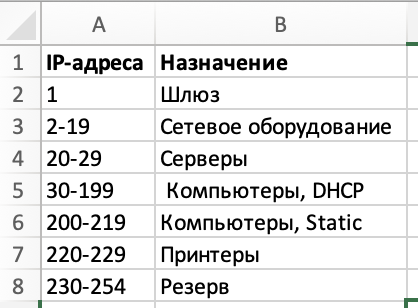 A B
1 IP-адреса Назначение
2 1 Шлюз
3 2-19 Сетевое оборудование
4 20-29 Серверы
5 30-199 Компьютеры, DHCP
6 200-219 Компьютеры, Static
7 220-229 Принтеры
8 230-254 Резерв